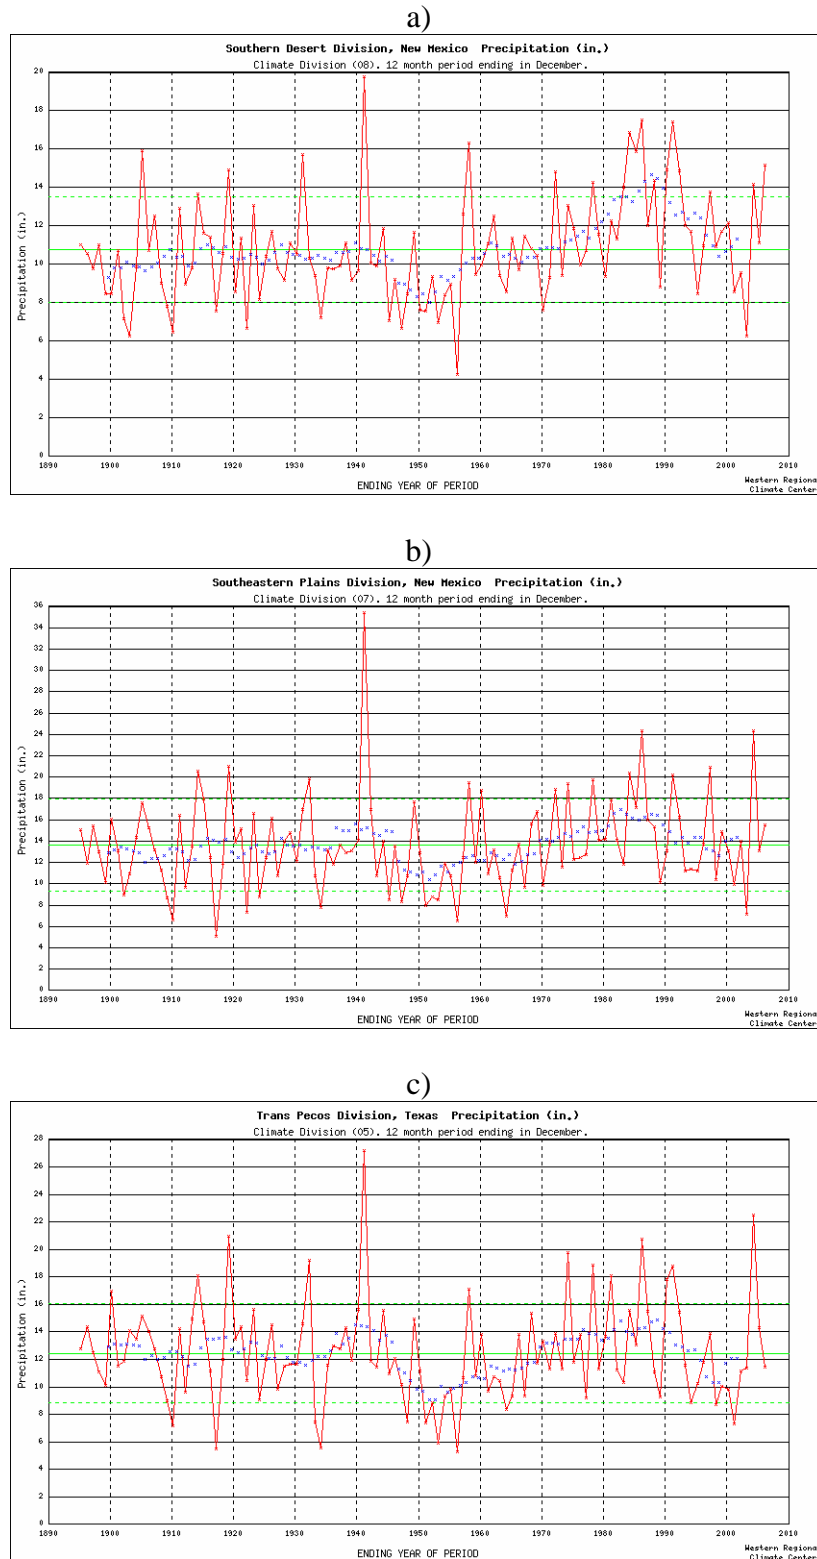 a)
Southern Desert Division, New Mexico  Precipitation (in.)
Climate Division (08). 12 month period ending in December.
Precipitation (in.)
20
18
16
14
12
10
8
6
4
2
0
1890 1900 1910 1920 1930 1940 1950 1960 1970 1980 1990 2000 2010
ENDING YEAR OF PERIOD
Western Regional
Climate Center
b)
Southeastern Plains Division, New Mexico  Precipitation (in.)
Climate Division (07). 12 month period ending in December.
Precipitation (in.)
36
34
32
30
28
26
24
22
20
18
16
14
12
10
8
6
4
2
0
1890 1900 1910 1920 1930 1940 1950 1960 1970 1980 1990 2000 2010
ENDING YEAR OF PERIOD
Western Regional
Climate Center
c)
Trans Pecos Division, Texas  Precipitation (in.)
Climate Division (05). 12 month period ending in December.
Precipitation (in.)
28
26
24
22
20
18
16
14
12
10
8
6
4
2
0
1890 1900 1910 1920 1930 1940 1950 1960 1970 1980 1990 2000 2010
ENDING YEAR OF PERIOD
Western Regional
Climate Center